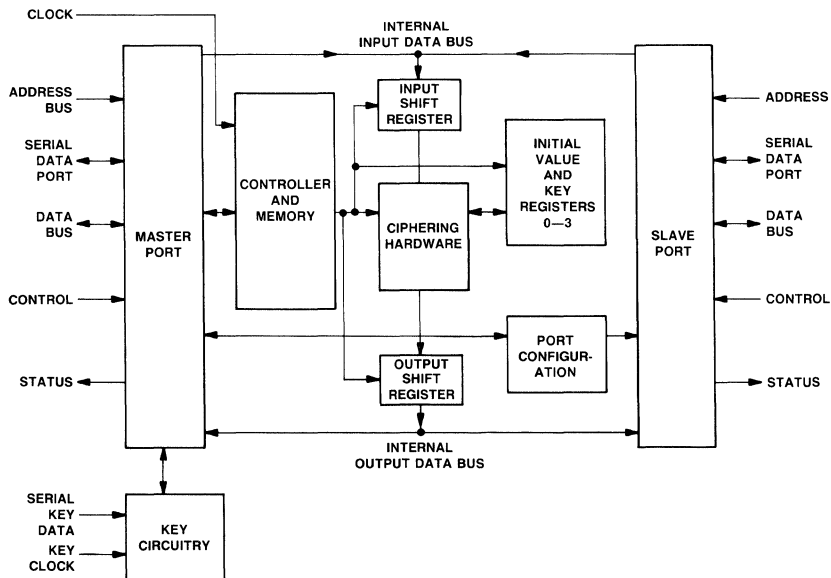 CLOCK
INTERNAL
INPUT DATA BUS
ADDRESS
BUS
SERIAL
DATA
PORT
DATA
BUS
CONTROL
STATUS
MASTER
PORT
CONTROLLER
AND
MEMORY
INPUT
SHIFT
REGISTER
CIPHERING
HARDWARE
INITIAL
VALUE
AND
KEY
REGISTERS
0—3
PORT
CONFIGUR-
ATION
OUTPUT
SHIFT
REGISTER
INTERNAL
OUTPUT DATA BUS
SLAVE
PORT
ADDRESS
SERIAL
DATA
PORT
DATA
BUS
CONTROL
STATUS
SERIAL
KEY
DATA
KEY
CLOCK
KEY
CIRCUITRY